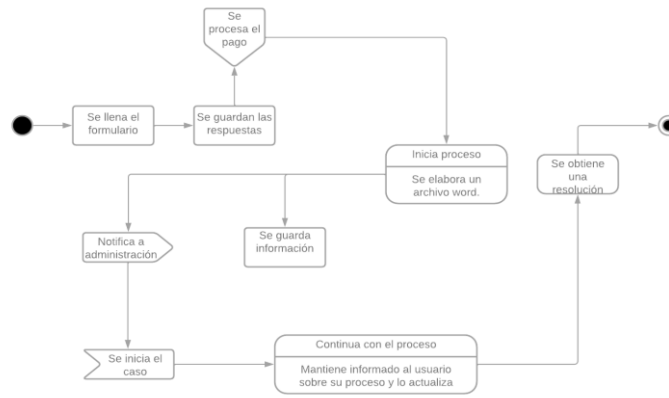 Se
procesa el
pago
Se llena el
formulario
Se guardan las
respuestas
Inicia proceso
Se elabora un
archivo word.
Se obtiene
una
resolución
Notifica a
administración
Se guarda
información
Se inicia el
caso
Continua con el proceso
Mantiene informado al usuario
sobre su proceso y lo actualiza